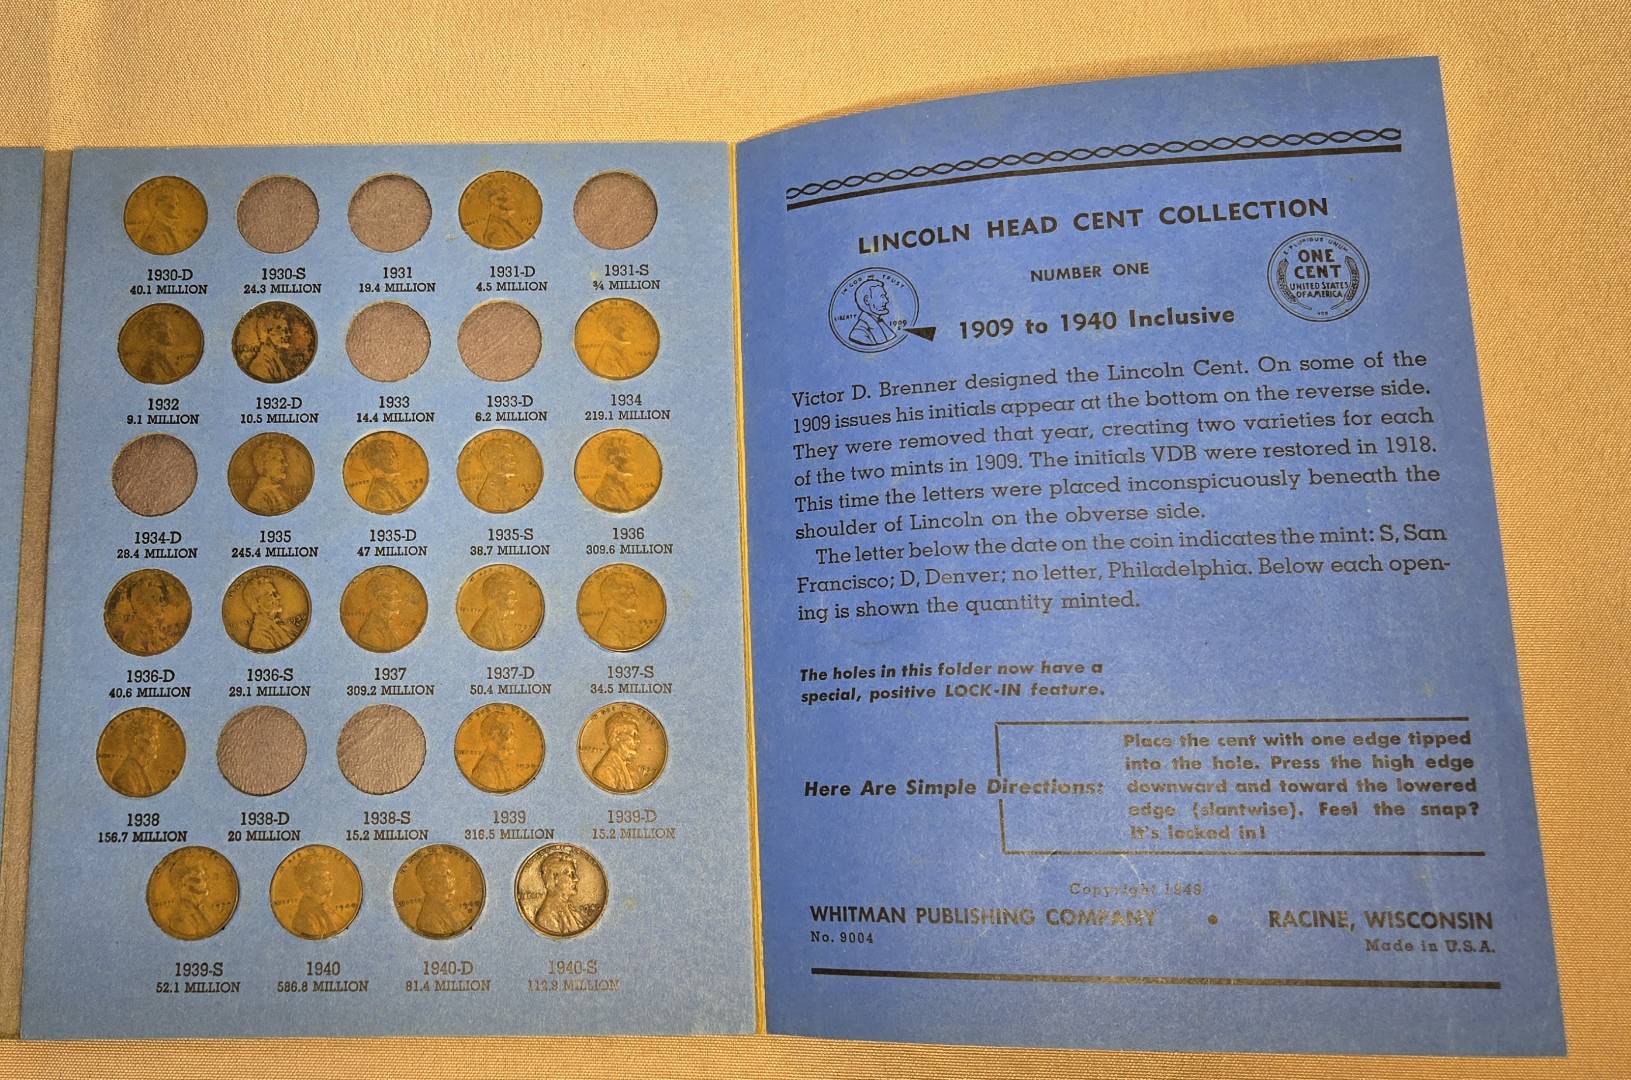 1930-D 1930-S 1931 1931-D 1931-S
40.1 MILLION 24.3 MILLION 19.4 MILLION 4.5 MILLION ¾ MILLION
1932 1932-D 1933 1933-D 1934
9.1 MILLION 10.5 MILLION 14.4 MILLION 6.2 MILLION 219.1 MILLION
1934-D 1935 1935-D 1935-S 1936
28.4 MILLION 245.4 MILLION 47 MILLION 38.7 MILLION 309.6 MILLION
1936-D 1936-S 1937 1937-D 1937-S
40.6 MILLION 29.1 MILLION 309.2 MILLION 50.4 MILLION 34.5 MILLION
1938 1938-D 1938-S 1939 1939-D
156.7 MILLION 20 MILLION 15.2 MILLION 316.5 MILLION 15.2 MILLION
1939-S 1940 1940-D 1940-S
52.1 MILLION 586.8 MILLION 81.4 MILLION 112.9 MILLION
LINCOLN HEAD CENT COLLECTION
NUMBER ONE
IN GOD WE TRUST
LIBERTY 1909
E PLURIBUS UNUM
ONE
CENT
UNITED STATES
OF AMERICA
1909 to 1940 Inclusive
Victor D. Brenner designed the Lincoln Cent. On some of the
1909 issues his initials appear at the bottom on the reverse side.
They were removed that year, creating two varieties for each
of the two mints in 1909. The initials VDB were restored in 1918.
This time the letters were placed inconspicuously beneath the
shoulder of Lincoln on the obverse side.
The letter below the date on the coin indicates the mint: S, San
Francisco; D, Denver; no letter, Philadelphia. Below each open-
ing is shown the quantity minted.
The holes in this folder now have a
special, positive LOCK-IN feature.
Here Are Simple Directions:
Place the cent with one edge tipped
into the hole. Press the high edge
downward and toward the lowered
edge (slantwise). Feel the snap?
It's locked in!
Copyright
WHITMAN PUBLISHING COMPANY • RACINE, WISCONSIN
No. 9004 Made in U.S.A.